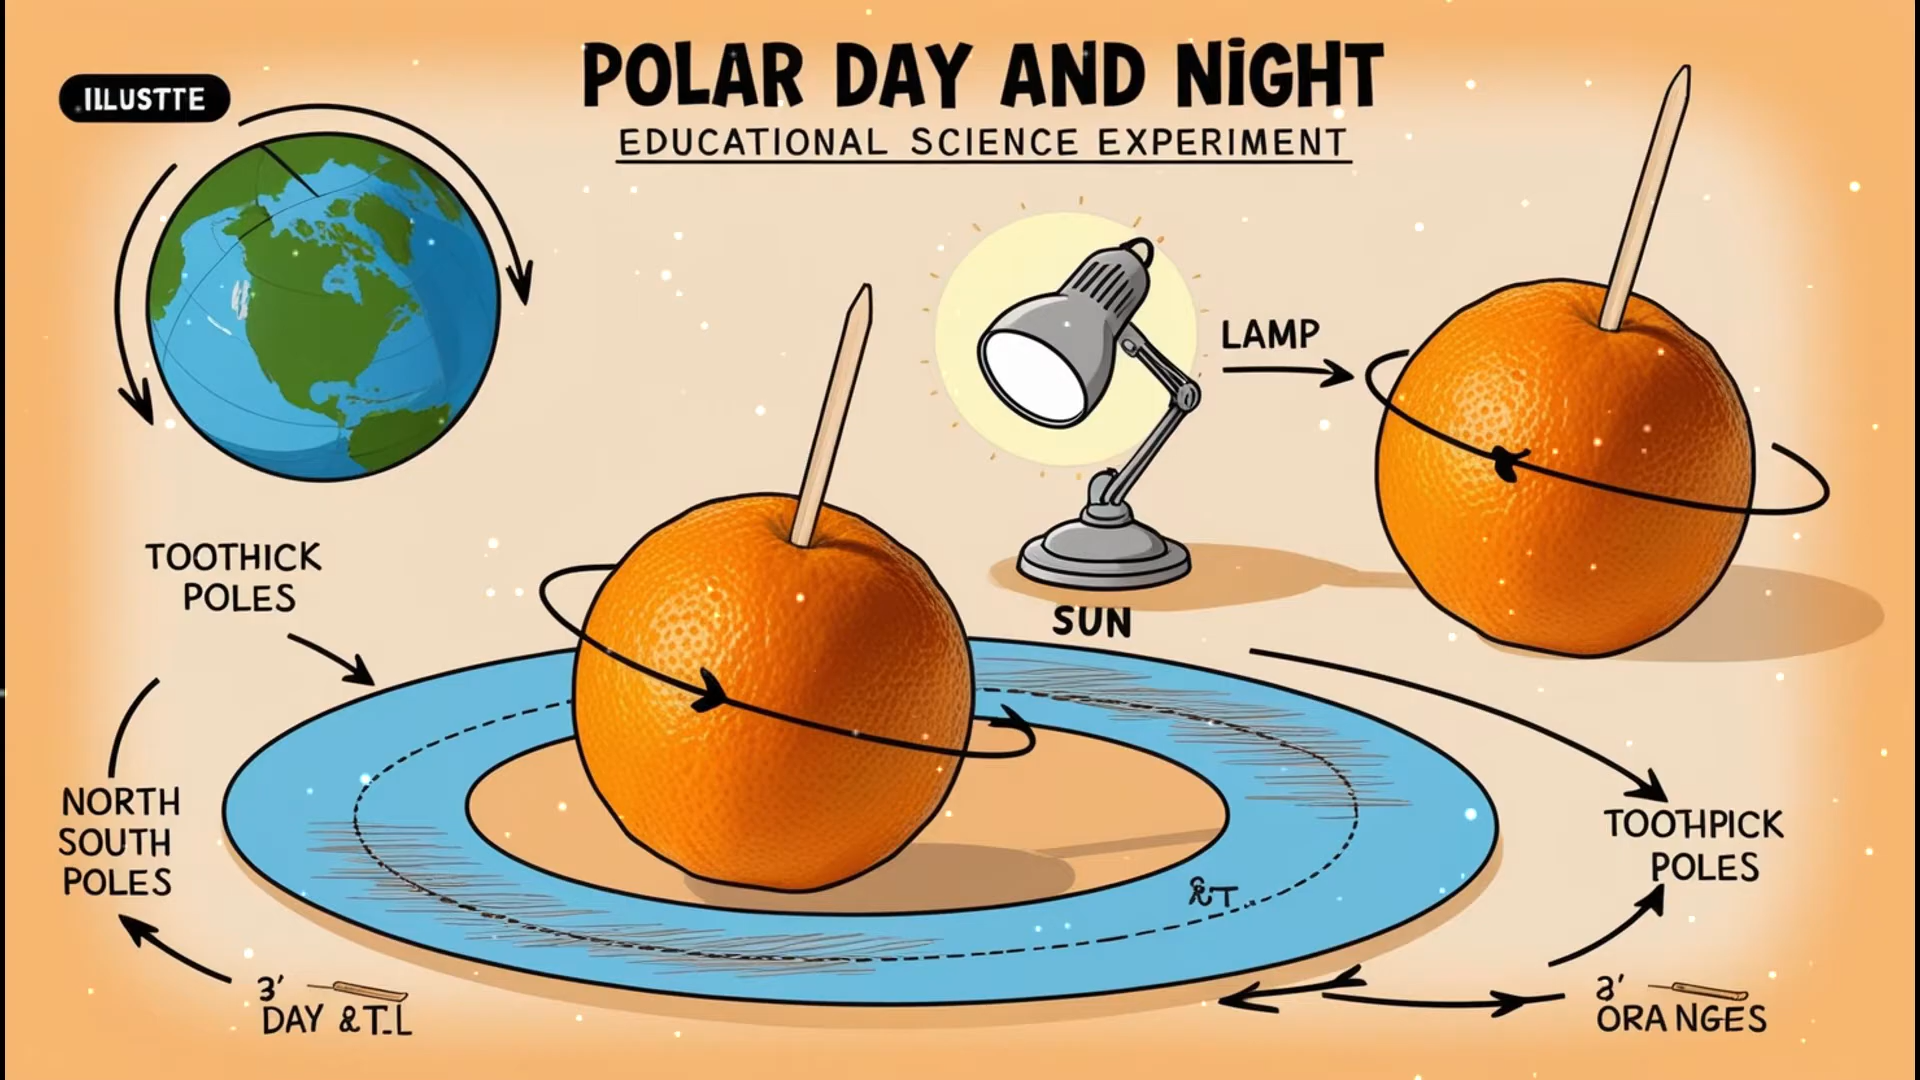 POLAR DAY AND NIGHT
EDUCATIONAL SCIENCE EXPERIMENT
ILLUSTTE
LAMP
SUN
TOOTHICK
POLES
NORTH
SOUTH
POLES
TOOTHPICK
POLES
3'
DAY &T.L
3'
ORANGES